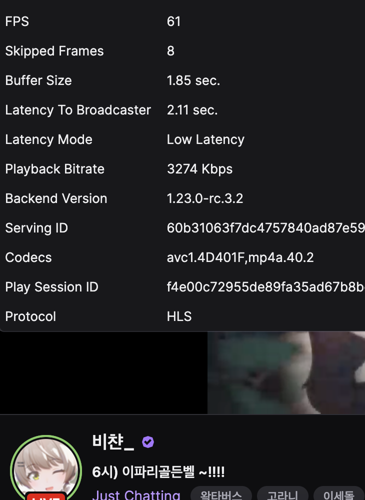 FPS 61
Skipped Frames 8
Buffer Size 1.85 sec.
Latency To Broadcaster 2.11 sec.
Latency Mode Low Latency
Playback Bitrate 3274 Kbps
Backend Version 1.23.0-rc.3.2
Serving ID 60b31063f7dc4757840ad87e59
Codecs avc1.4D401F,mp4a.40.2
Play Session ID f4e00c72955de89fa35ad67b8b
Protocol HLS
비챤_
6시) 이파리골든벨 ~!!!!
Just Chatting 왁타버스 고라니 이세돌